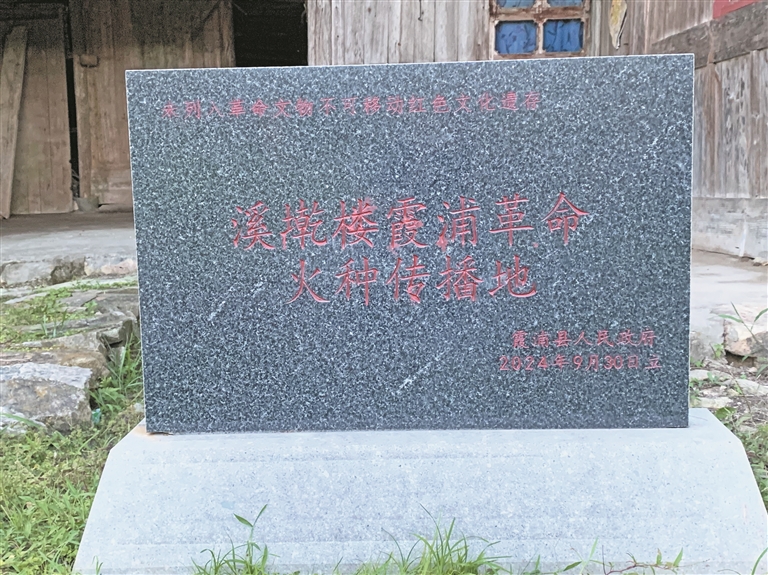 未列入革命文物不可移动红色文化遗存
溪墘楼霞浦革命
火种传播地
霞浦县人民政府
2024年9月30日立